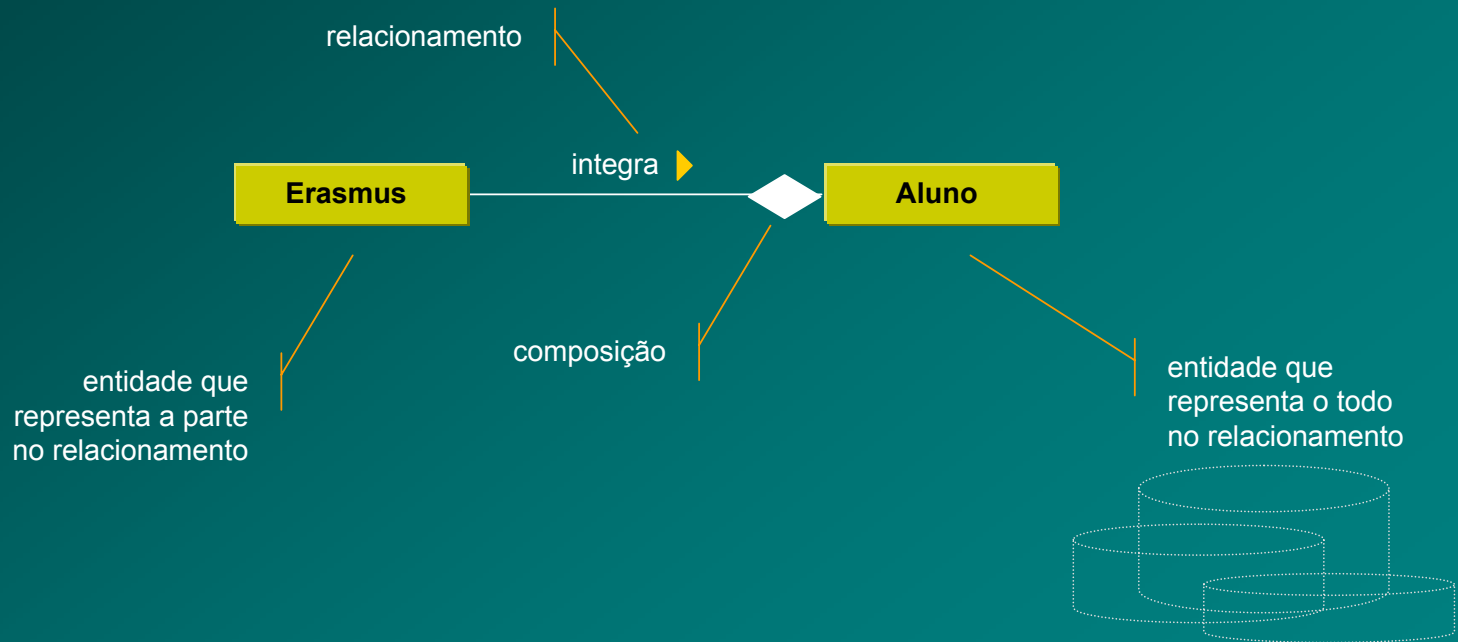 relacionamento
integra
Erasmus
Aluno
composição
entidade que
representa a parte
no relacionamento
entidade que
representa o todo
no relacionamento